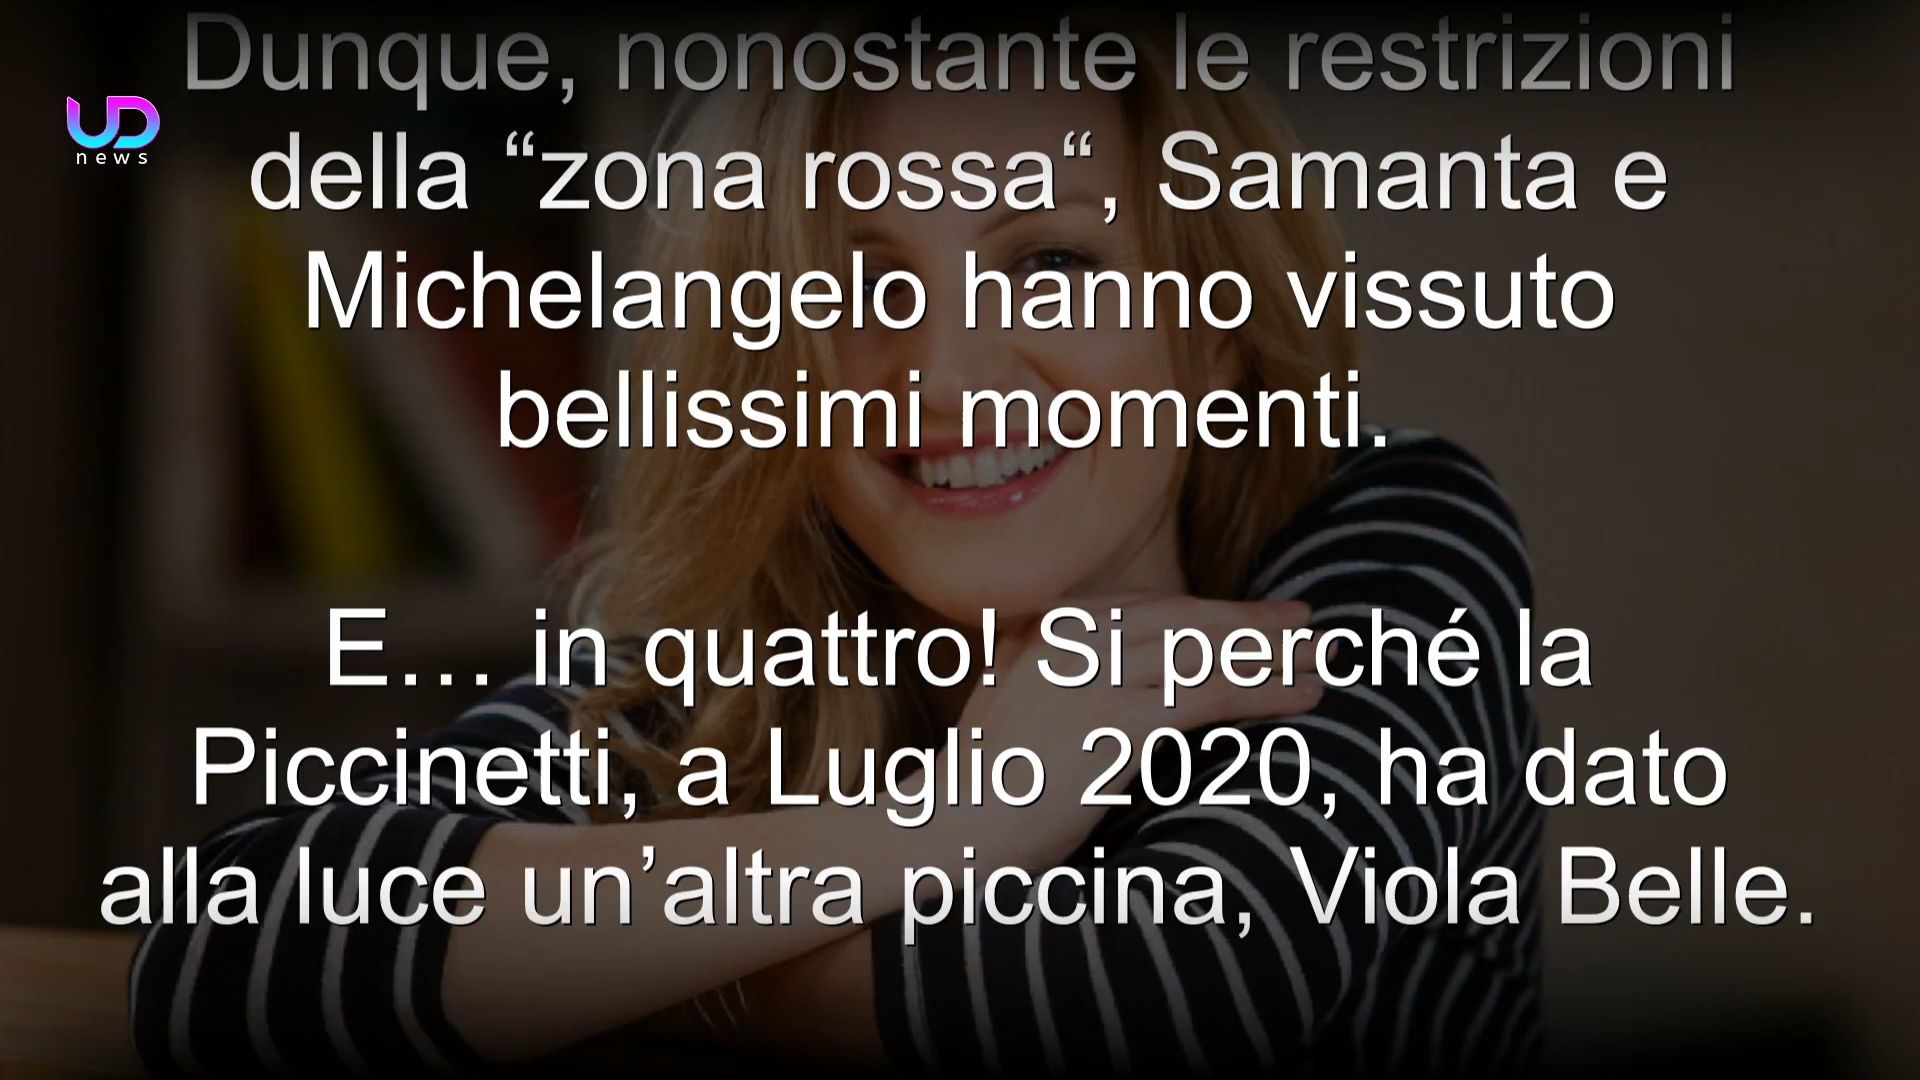 Dunque, nonostante le restrizioni
UD
news
della “zona rossa“, Samanta e
Michelangelo hanno vissuto
bellissimi momenti.
E… in quattro! Si perché la
Piccinetti, a Luglio 2020, ha dato
alla luce un’altra piccina, Viola Belle.